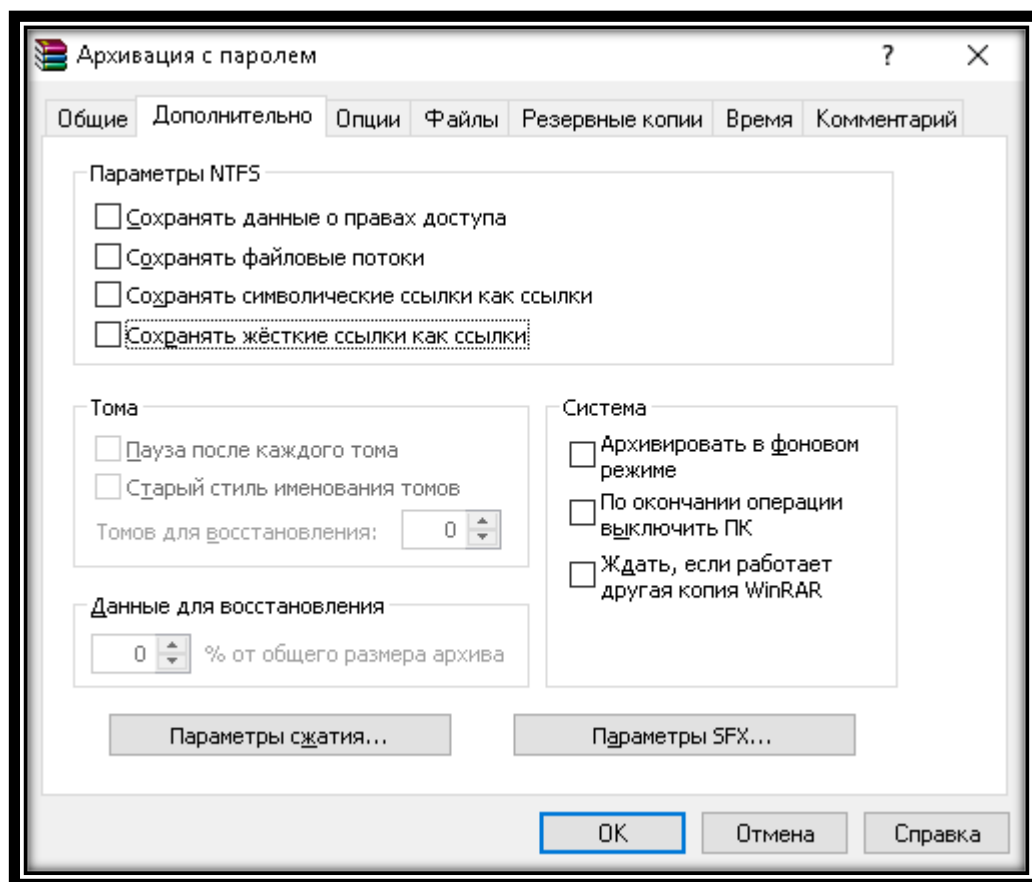 Архивация с паролем ?
Общие Дополнительно Опции Файлы Резервные копии Время Комментарий
Параметры NTFS
Сохранять данные о правах доступа
Сохранять файловые потоки
Сохранять символические ссылки как ссылки
Сохранять жёсткие ссылки как ссылки
Тома
Пауза после каждого тома
Старый стиль именования томов
Томов для восстановления: 0
Система
Архивировать в фоновом
режиме
По окончании операции
выключить ПК
Ждать, если работает
другая копия WinRAR
Данные для восстановления
0 % от общего размера архива
Параметры сжатия... Параметры SFX...
OK Отмена Справка